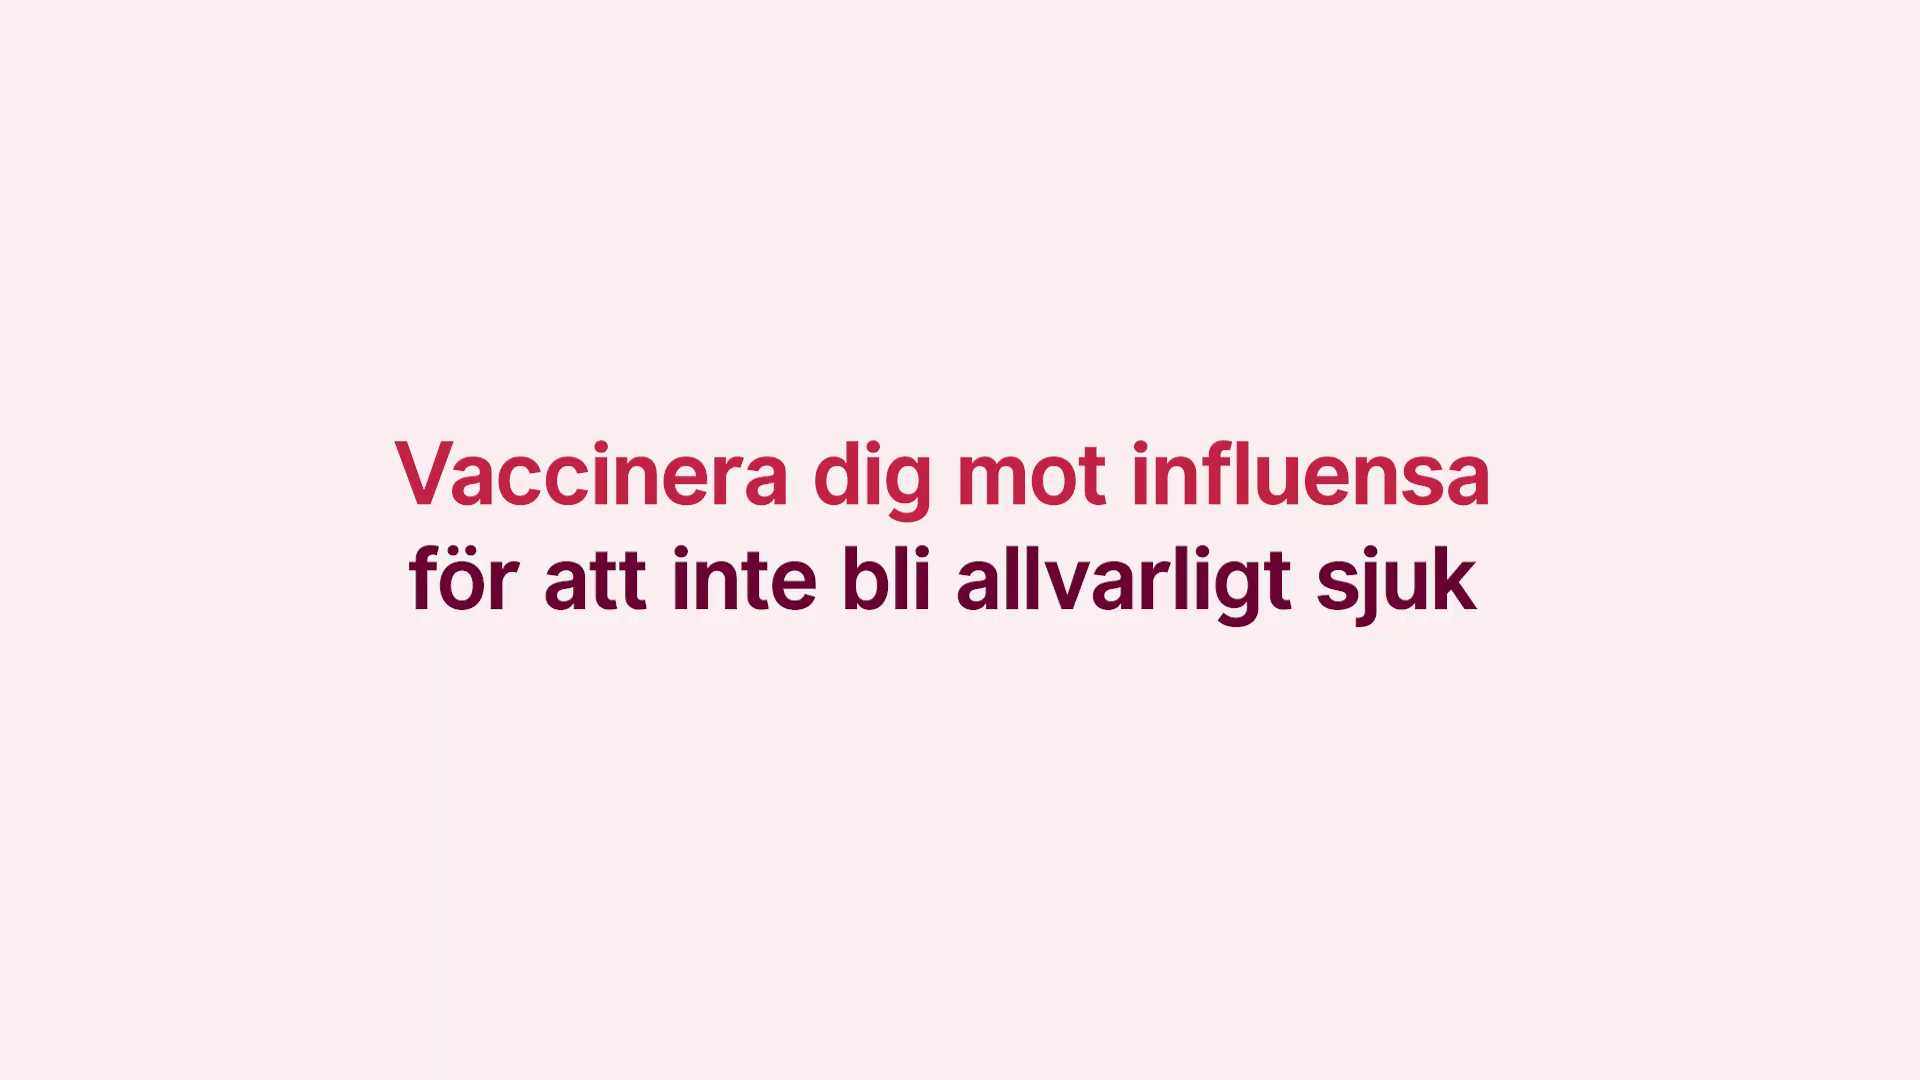 Vaccinera dig mot influensa
för att inte bli allvarligt sjuk